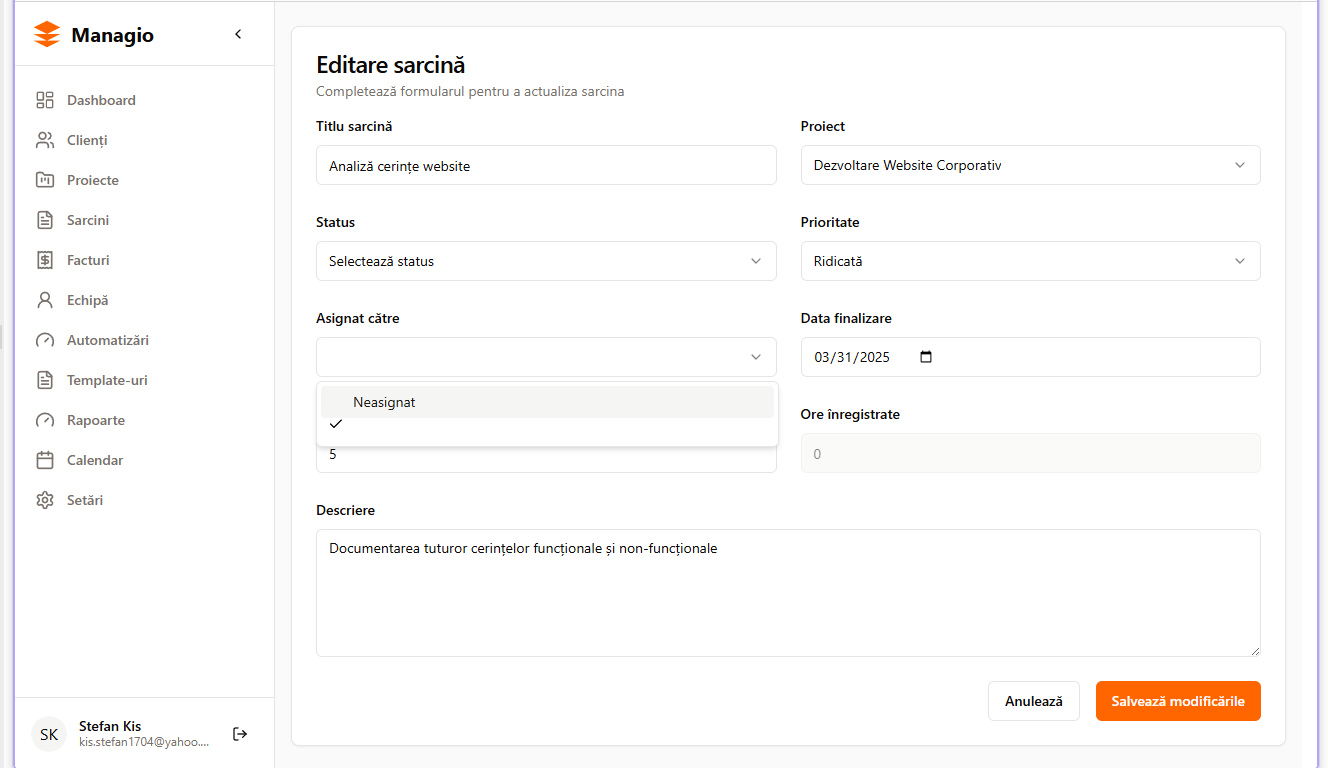 Managio
Dashboard
Clienți
Proiecte
Sarcini
Facturi
Echipă
Automatizări
Template-uri
Rapoarte
Calendar
Setări
SK
Stefan Kis
kis.stefan1704@yahoo....
Editare sarcină
Completează formularul pentru a actualiza sarcina
Titlu sarcină
Analiză cerințe website
Proiect
Dezvoltare Website Corporativ
Status
Selectează status
Prioritate
Ridicată
Asignat către
Neasignat
Data finalizare
03/31/2025
5
Ore înregistrate
0
Descriere
Documentarea tuturor cerințelor funcționale și non-funcționale
Anulează
Salvează modificările